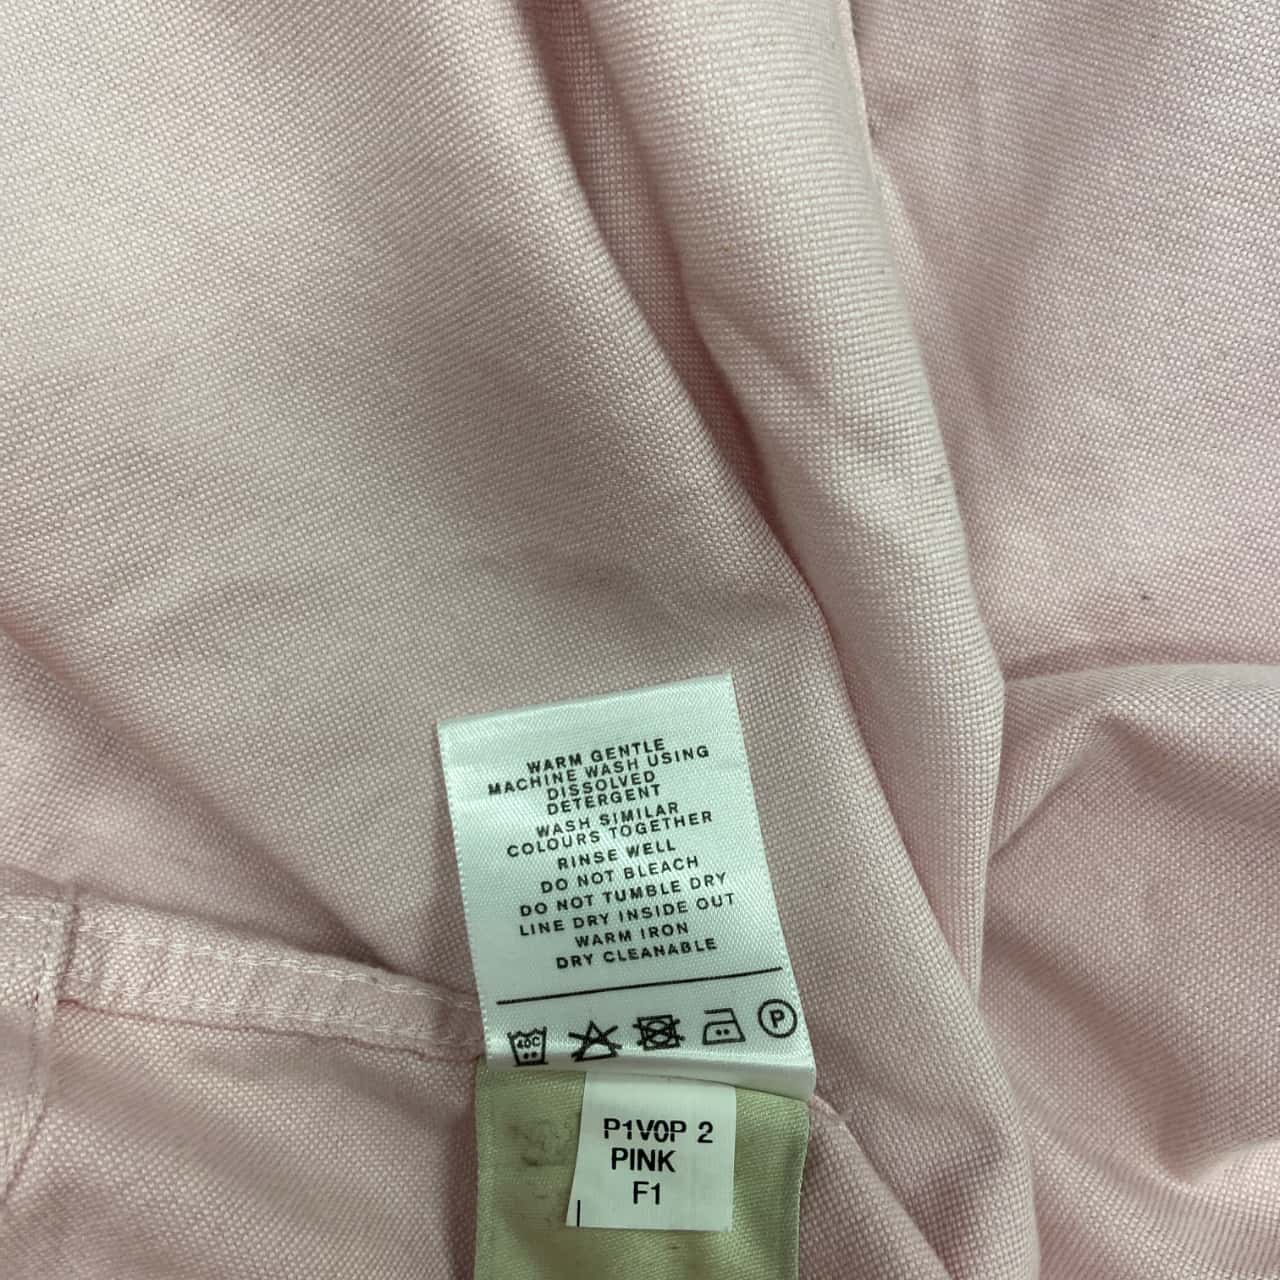 WARM GENTLE
MACHINE WASH USING
DISSOLVED
DETERGENT
WASH SIMILAR
COLOURS TOGETHER
RINSE WELL
DO NOT BLEACH
DO NOT TUMBLE DRY
LINE DRY INSIDE OUT
WARM IRON
DRY CLEANABLE
40C P
P1V0P 2
PINK
F1